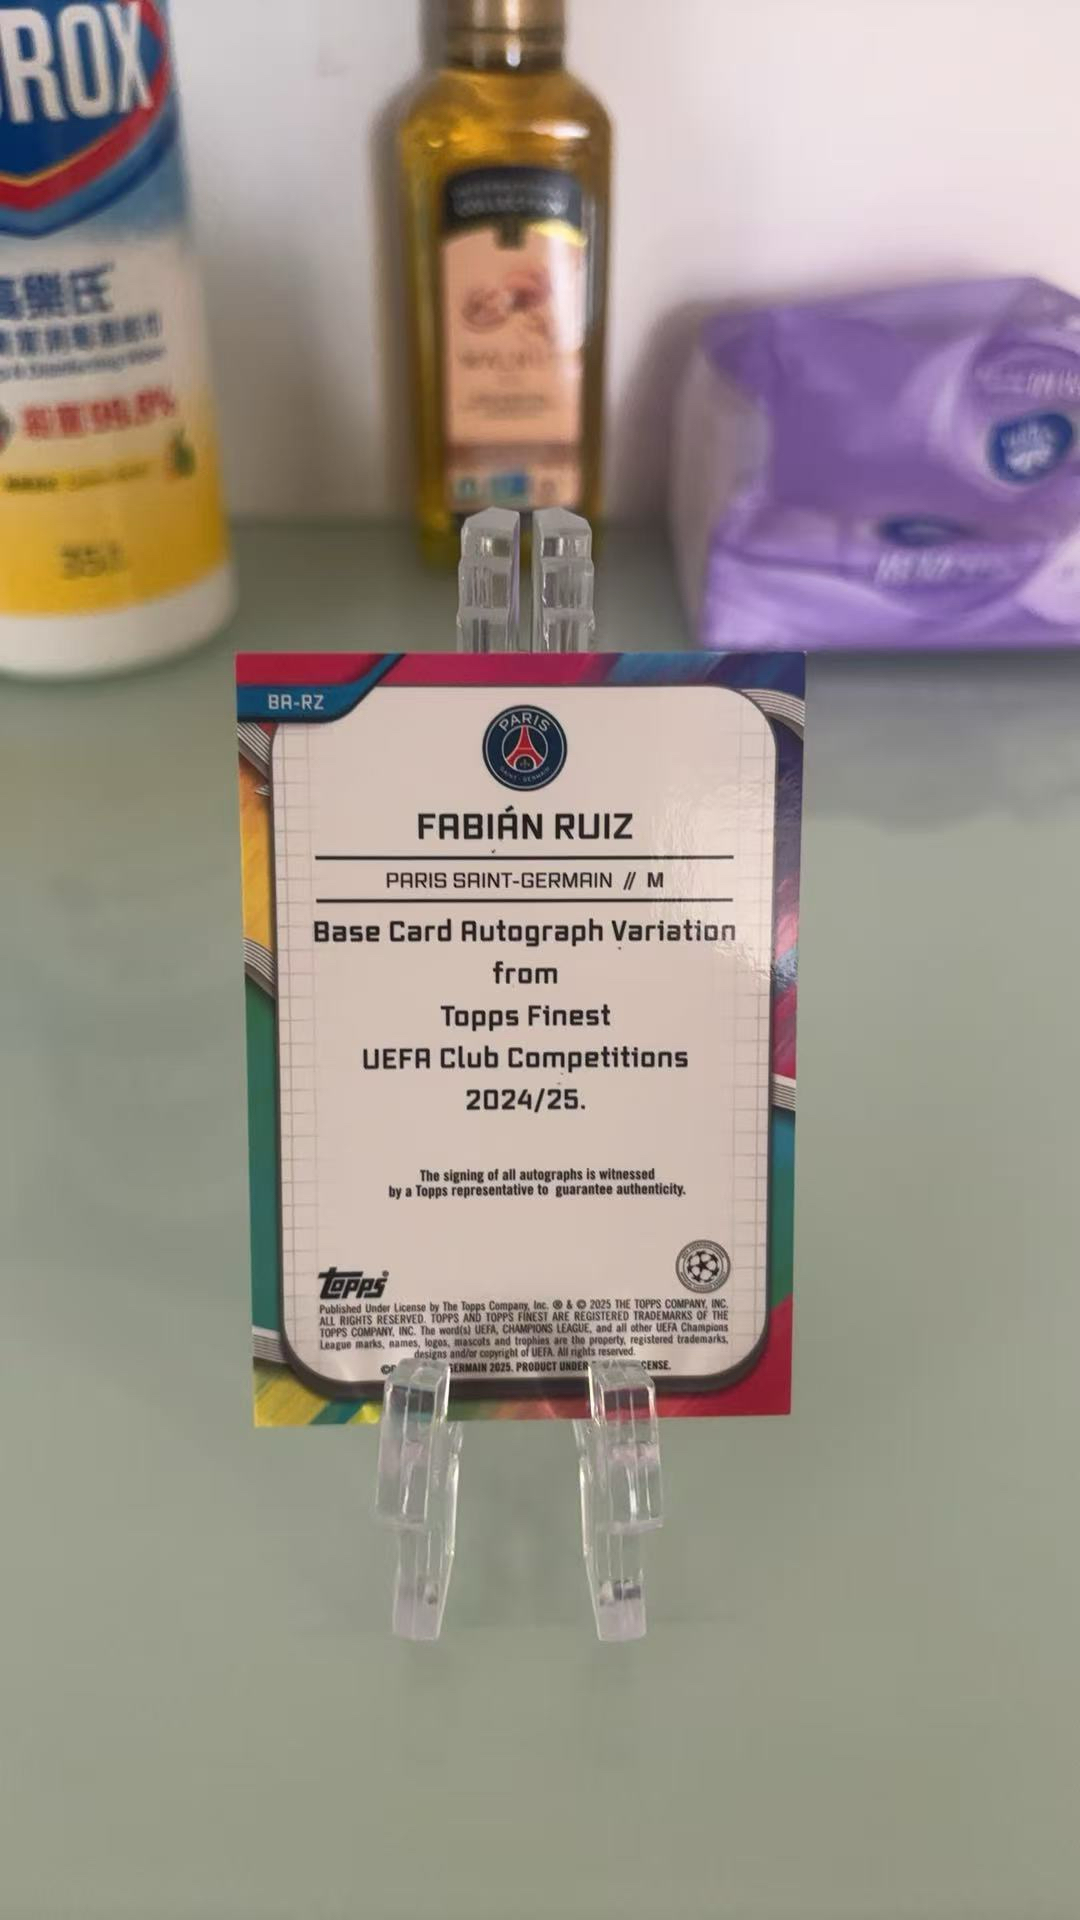 ROX
高樂氏
99.9%
BA-RZ
PARIS
SAINT-GERMAIN
FABIÁN RUIZ
PARIS SAINT-GERMAIN // M
Base Card Autograph Variation
from
Topps Finest
UEFA Club Competitions
2024/25.
The signing of all autographs is witnessed
by a Topps representative to guarantee authenticity.
Topps
Published Under License by The Topps Company, Inc. ® & © 2025 THE TOPPS COMPANY, INC.
ALL RIGHTS RESERVED. TOPPS AND TOPPS FINEST ARE REGISTERED TRADEMARKS OF THE
TOPPS COMPANY, INC. The word(s) UEFA, CHAMPIONS LEAGUE, and all other UEFA Champions
League marks, names, logos, mascots and trophies are the property, registered trademarks,
designs and/or copyright of UEFA. All rights reserved.
GERMAIN 2025. PRODUCT UNDER